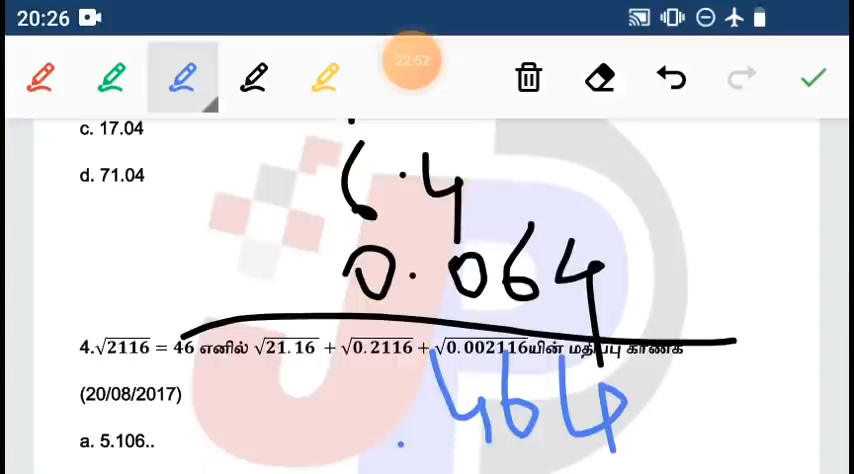 20:26
22:52
c. 17.04
d. 71.04
6.4
0.064
4.√2116 = 46 எனில் √21.16 + √0.2116 + √0.002116யின் மதிப்பு காண்க
(20/08/2017)
.464
a. 5.106..